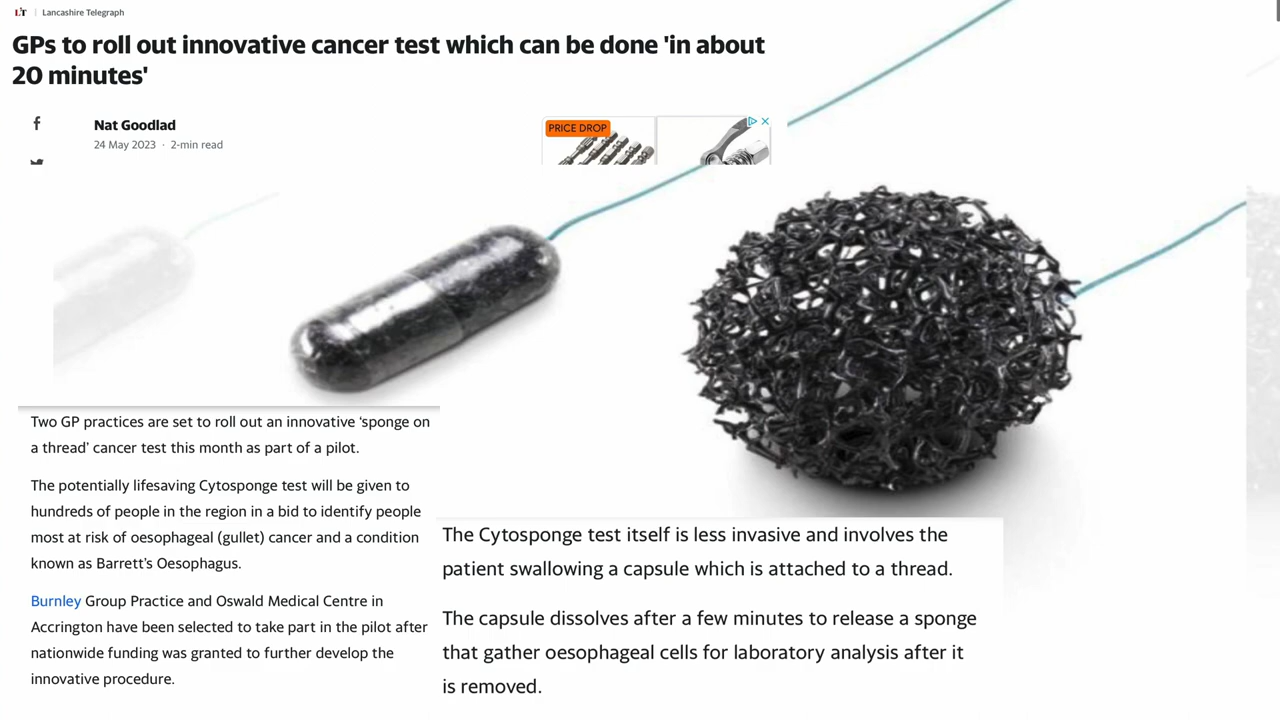 LT Lancashire Telegraph
GPs to roll out innovative cancer test which can be done 'in about
20 minutes'
Nat Goodlad
24 May 2023 · 2-min read
PRICE DROP
Two GP practices are set to roll out an innovative ‘sponge on
a thread’ cancer test this month as part of a pilot.
The potentially lifesaving Cytosponge test will be given to
hundreds of people in the region in a bid to identify people
most at risk of oesophageal (gullet) cancer and a condition
known as Barrett’s Oesophagus.
Burnley Group Practice and Oswald Medical Centre in
Accrington have been selected to take part in the pilot after
nationwide funding was granted to further develop the
innovative procedure.
The Cytosponge test itself is less invasive and involves the
patient swallowing a capsule which is attached to a thread.
The capsule dissolves after a few minutes to release a sponge
that gather oesophageal cells for laboratory analysis after it
is removed.